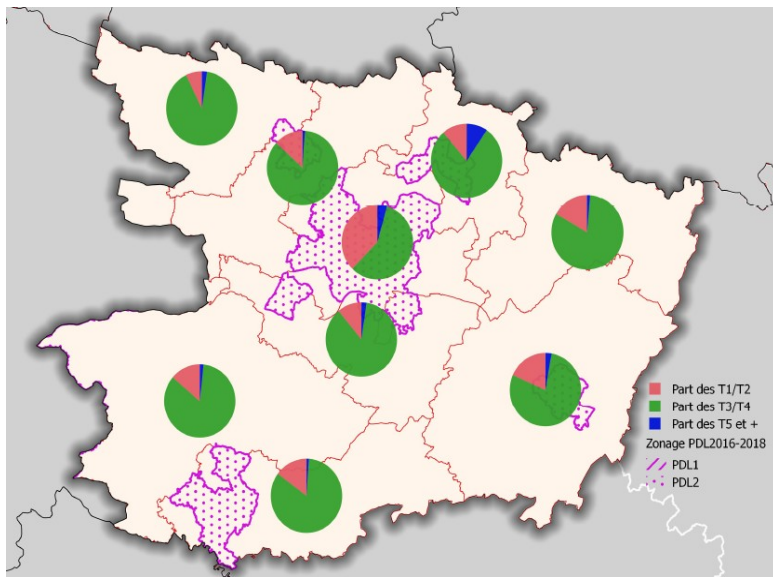 Part des T1/T2
Part des T3/T4
Part des T5 et +
Zonage PDL2016-2018
PDL1
PDL2